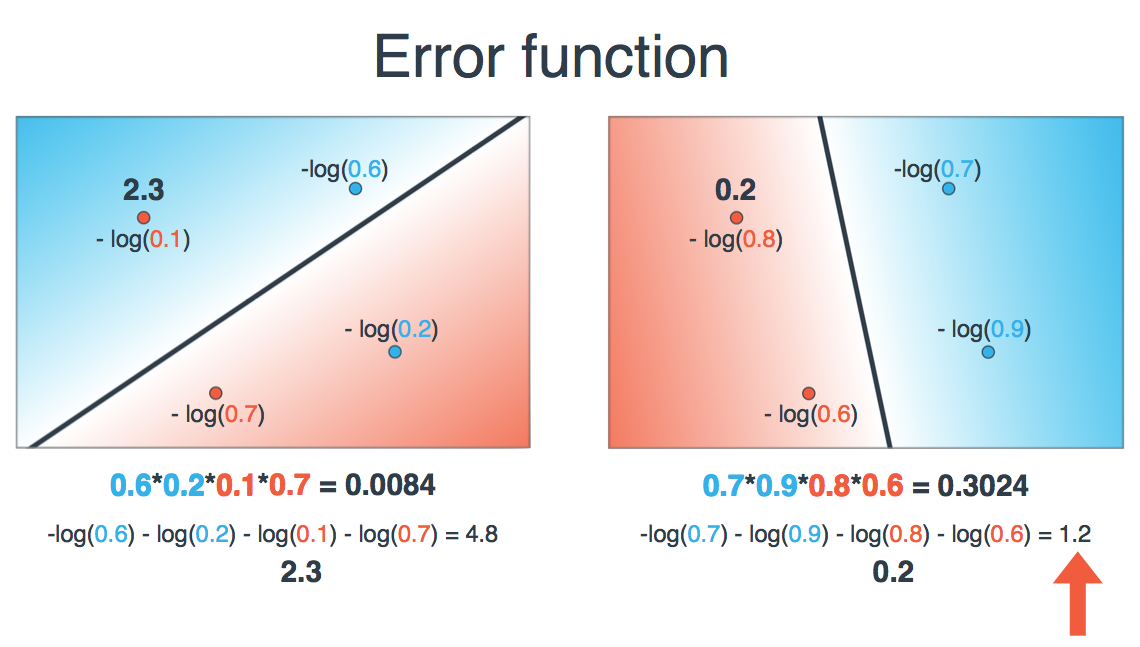 Error function
-log(0.6)
2.3
- log(0.1)
- log(0.2)
- log(0.7)
0.6*0.2*0.1*0.7 = 0.0084
-log(0.6) - log(0.2) - log(0.1) - log(0.7) = 4.8
2.3
-log(0.7)
0.2
- log(0.8)
- log(0.9)
- log(0.6)
0.7*0.9*0.8*0.6 = 0.3024
-log(0.7) - log(0.9) - log(0.8) - log(0.6) = 1.2
0.2